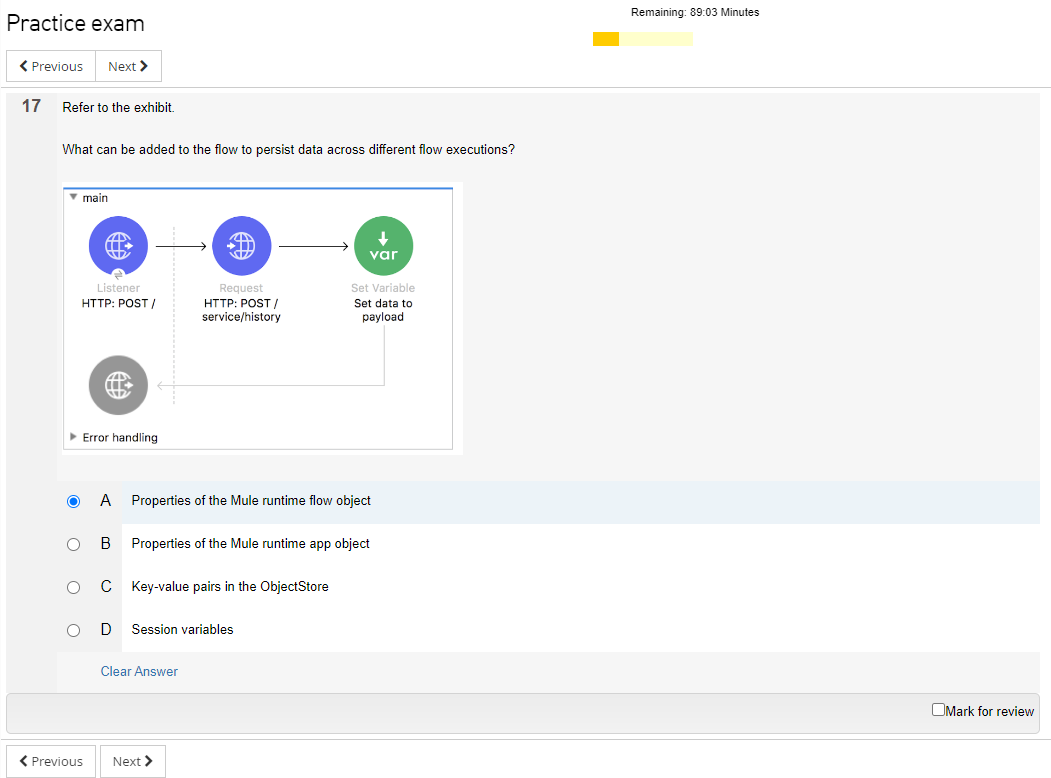 Practice exam
Remaining: 89:03 Minutes
Previous
Next
17
Refer to the exhibit.
What can be added to the flow to persist data across different flow executions?
main
var
Listener
HTTP: POST /
Request
HTTP: POST /
service/history
Set Variable
Set data to
payload
Error handling
A Properties of the Mule runtime flow object
B Properties of the Mule runtime app object
C Key-value pairs in the ObjectStore
D Session variables
Clear Answer
Mark for review
Previous
Next